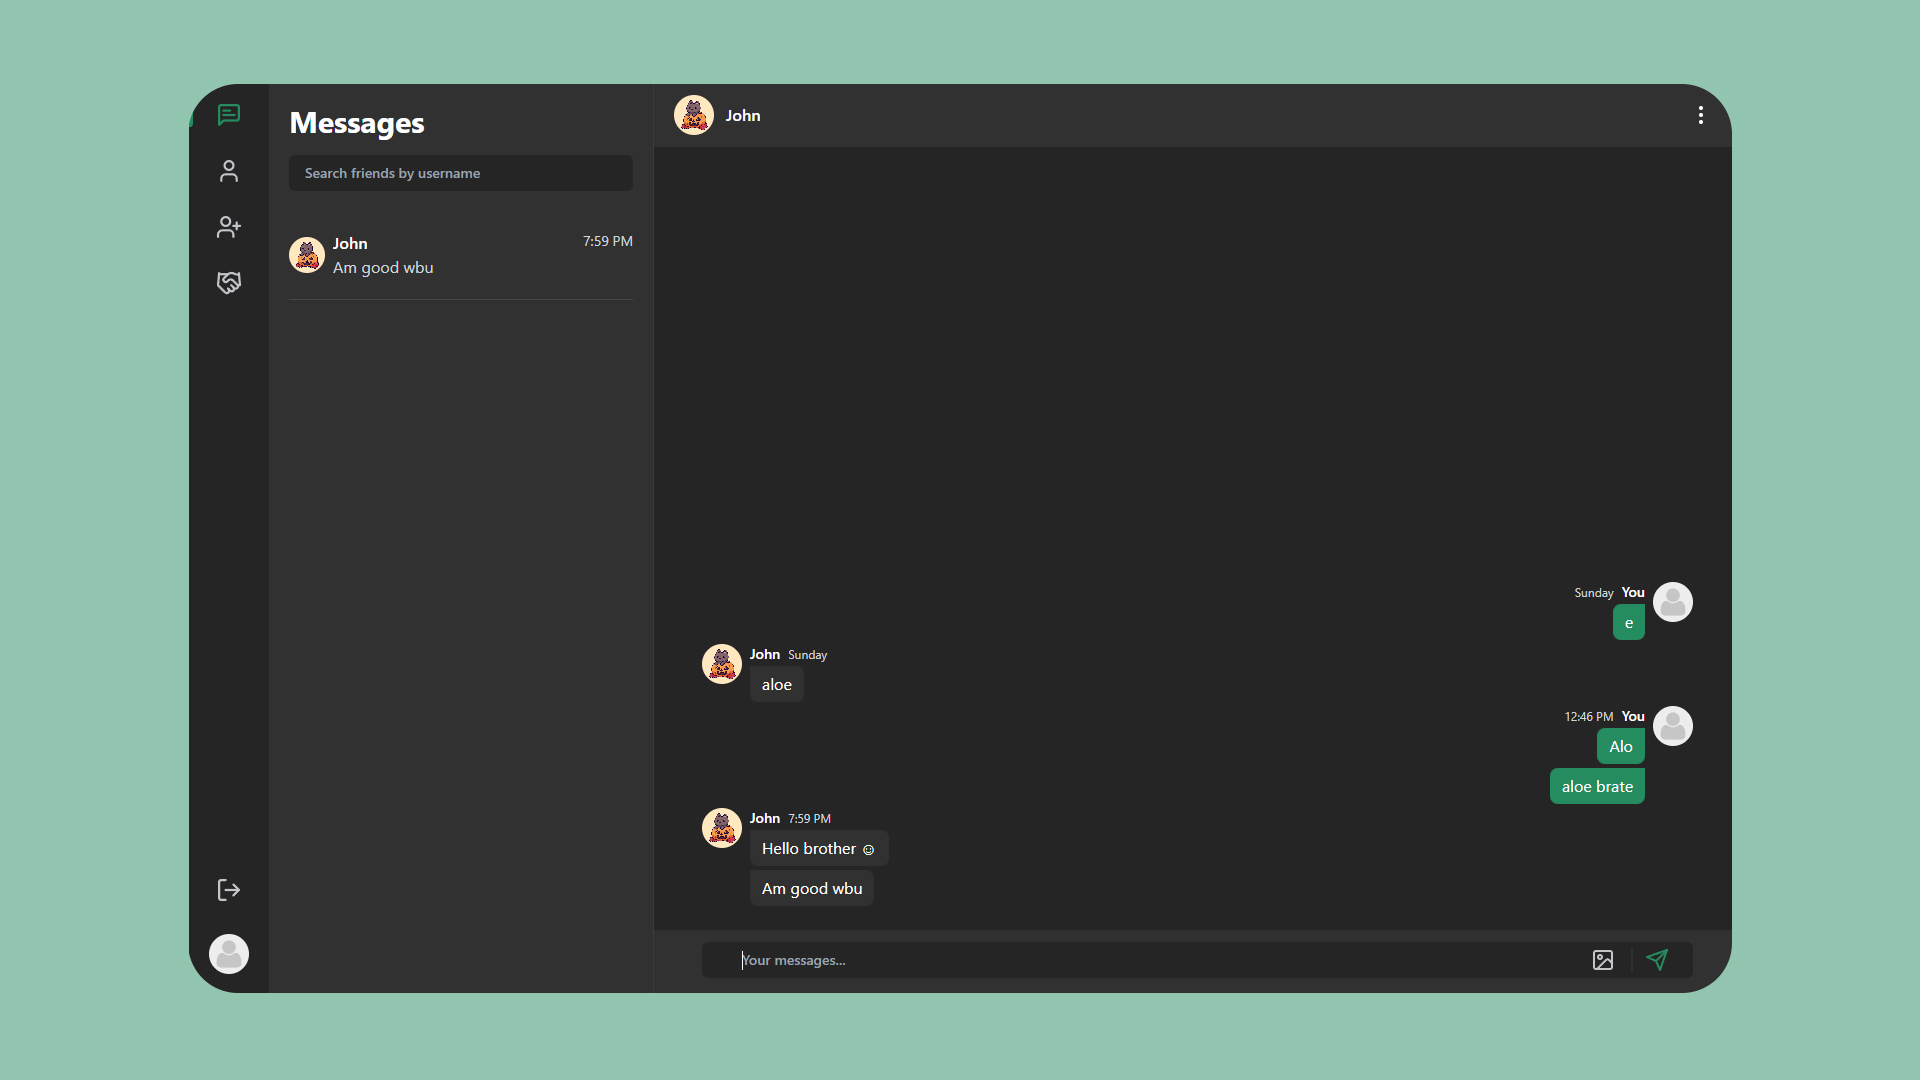 Messages
Search friends by username
John
7:59 PM
Am good wbu
John
Sunday You
e
John Sunday
aloe
12:46 PM You
Alo
aloe brate
John 7:59 PM
Hello brother ☺
Am good wbu
Your messages...